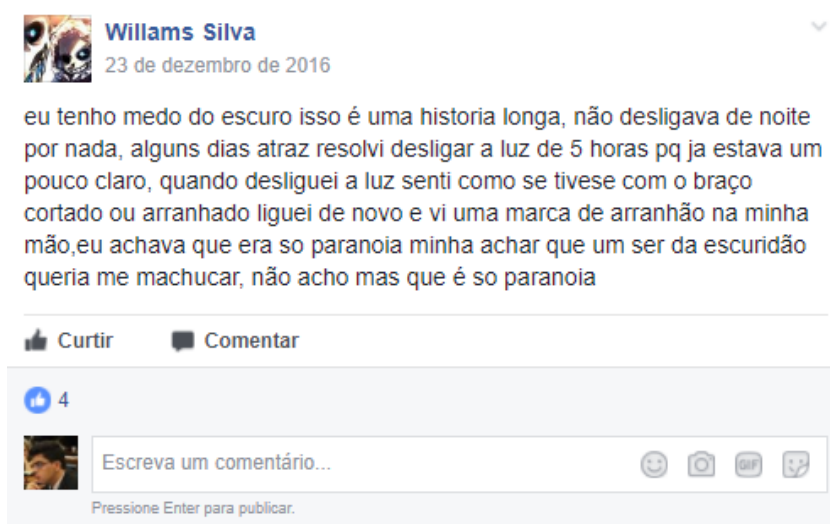 Willams Silva
23 de dezembro de 2016
eu tenho medo do escuro isso é uma historia longa, não desligava de noite
por nada, alguns dias atraz resolvi desligar a luz de 5 horas pq ja estava um
pouco claro, quando desliguei a luz senti como se tivese com o braço
cortado ou arranhado liguei de novo e vi uma marca de arranhão na minha
mão,eu achava que era so paranoia minha achar que um ser da escuridão
queria me machucar, não acho mas que é so paranoia
Curtir Comentar
4
Escreva um comentário... GIF
Pressione Enter para publicar.